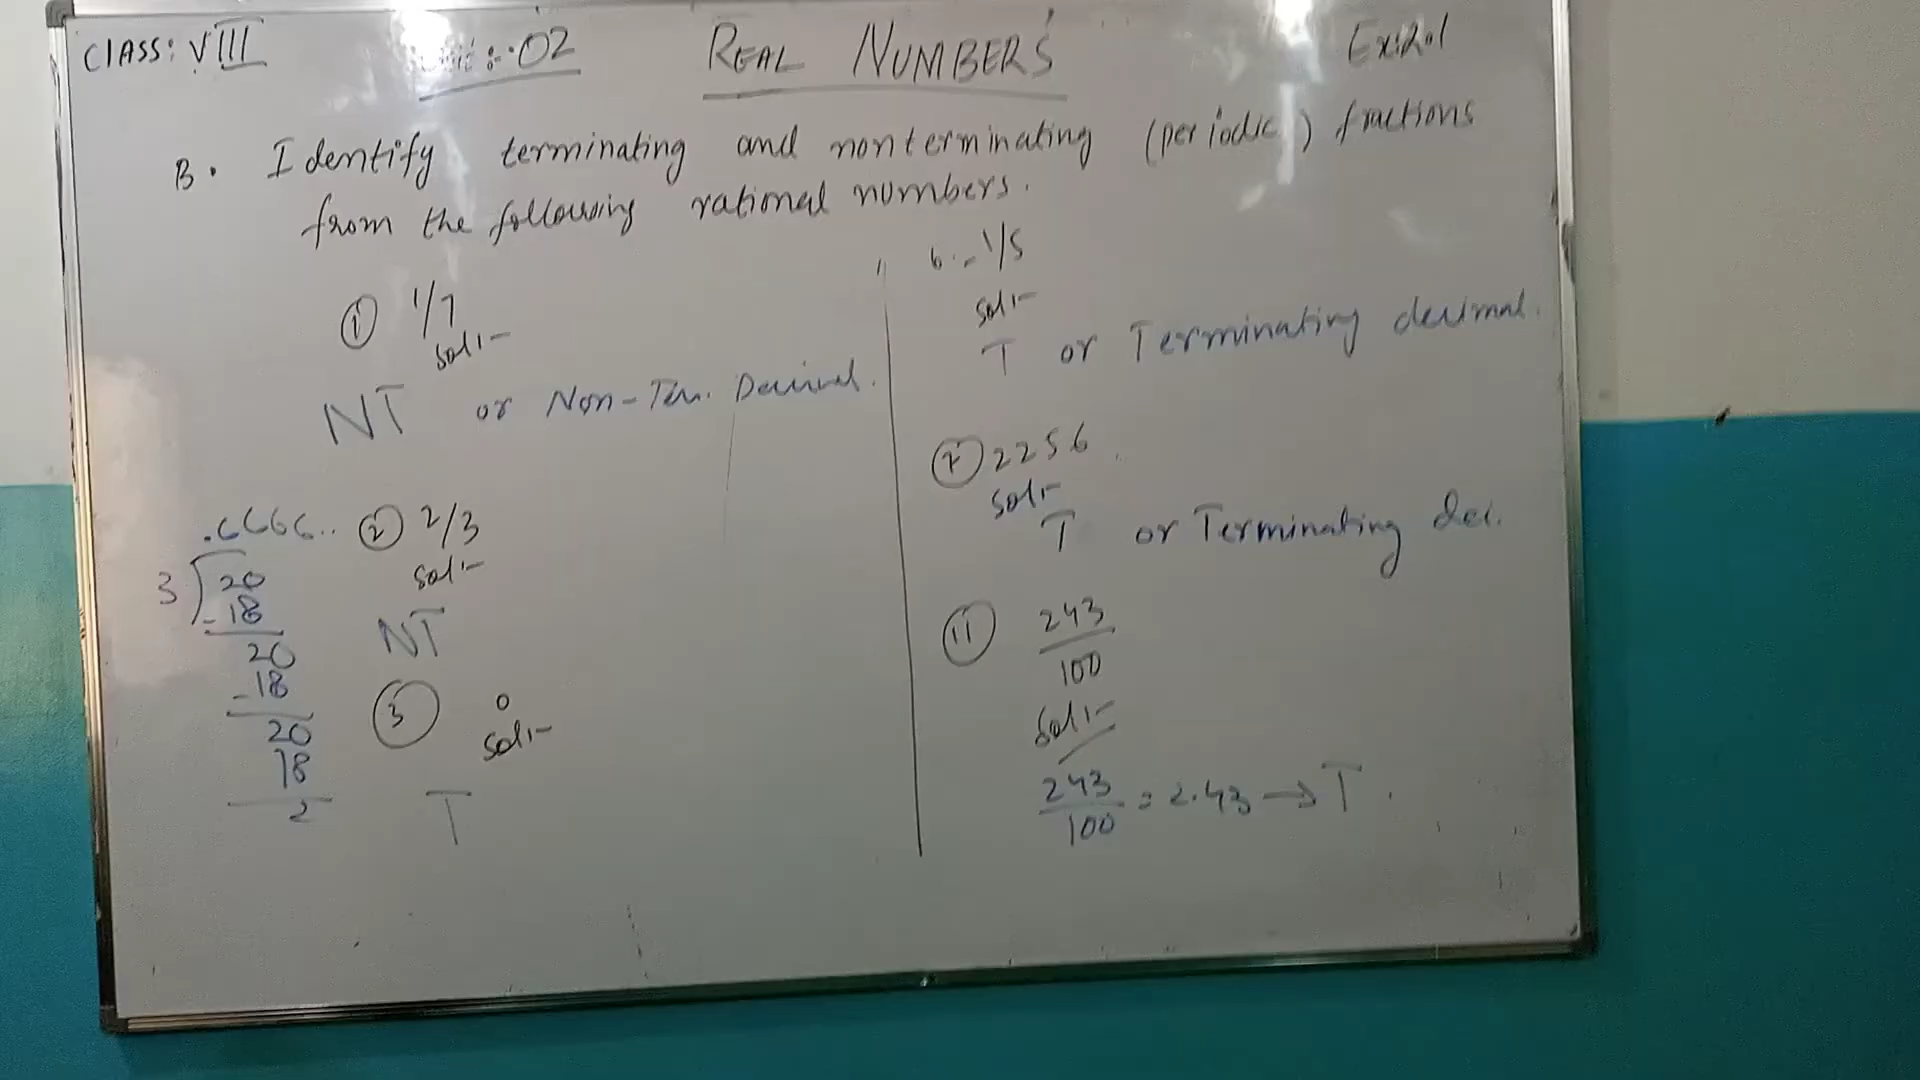 CLASS: VIII
Unit :- 02
REAL NUMBERS
Ex:2.1
B. Identify terminating and nonterminating (periodic) fractions
from the following rational numbers.
① 1/7
Sol:-
NT or Non-Ter. Decimal.
.6666..
3 20
-18
20
-18
20
18
2
② 2/3
Sol:-
NT
0
Sol:-
T
6. -1/5
Sol:-
T or Terminating decimal.
2256
Sol:-
T or Terminating dec.
⑪ 243
100
Sol:-
243
100 = 2.43 → T.